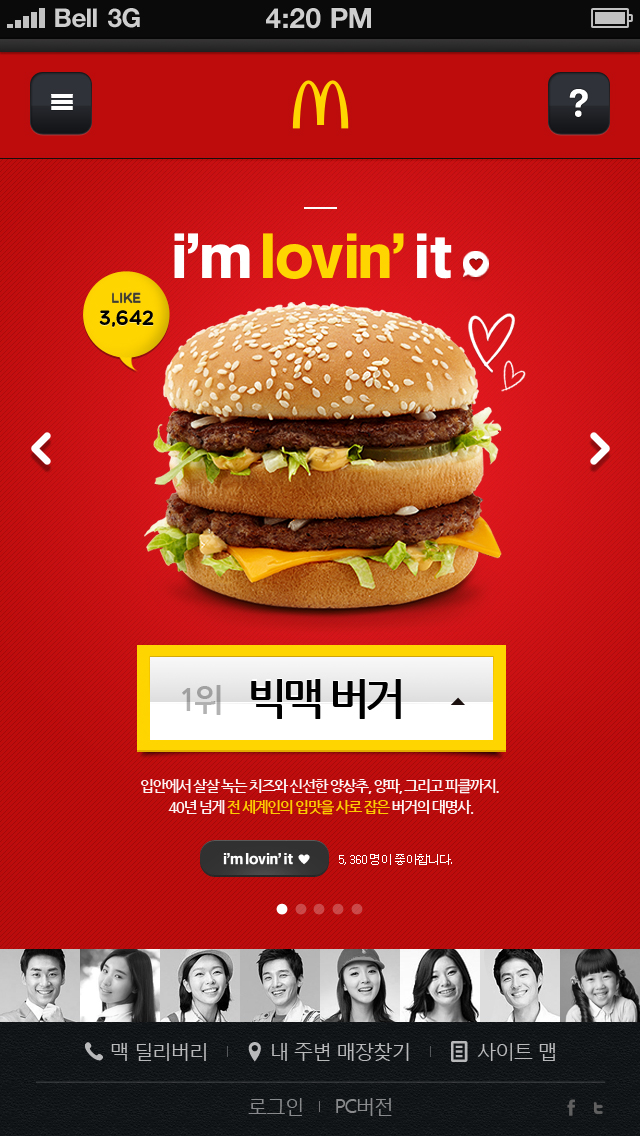 Bell 3G 4:20 PM
?
i'm lovin' it
LIKE
3,642
1위 빅맥 버거
입안에서 살살 녹는 치즈와 신선한 양상추, 양파, 그리고 피클까지.
40년 넘게 전 세계인의 입맛을 사로 잡은 버거의 대명사.
i'm lovin' it 5, 360명이 좋아합니다.
맥 딜리버리 내 주변 매장찾기 사이트 맵
로그인 PC버전